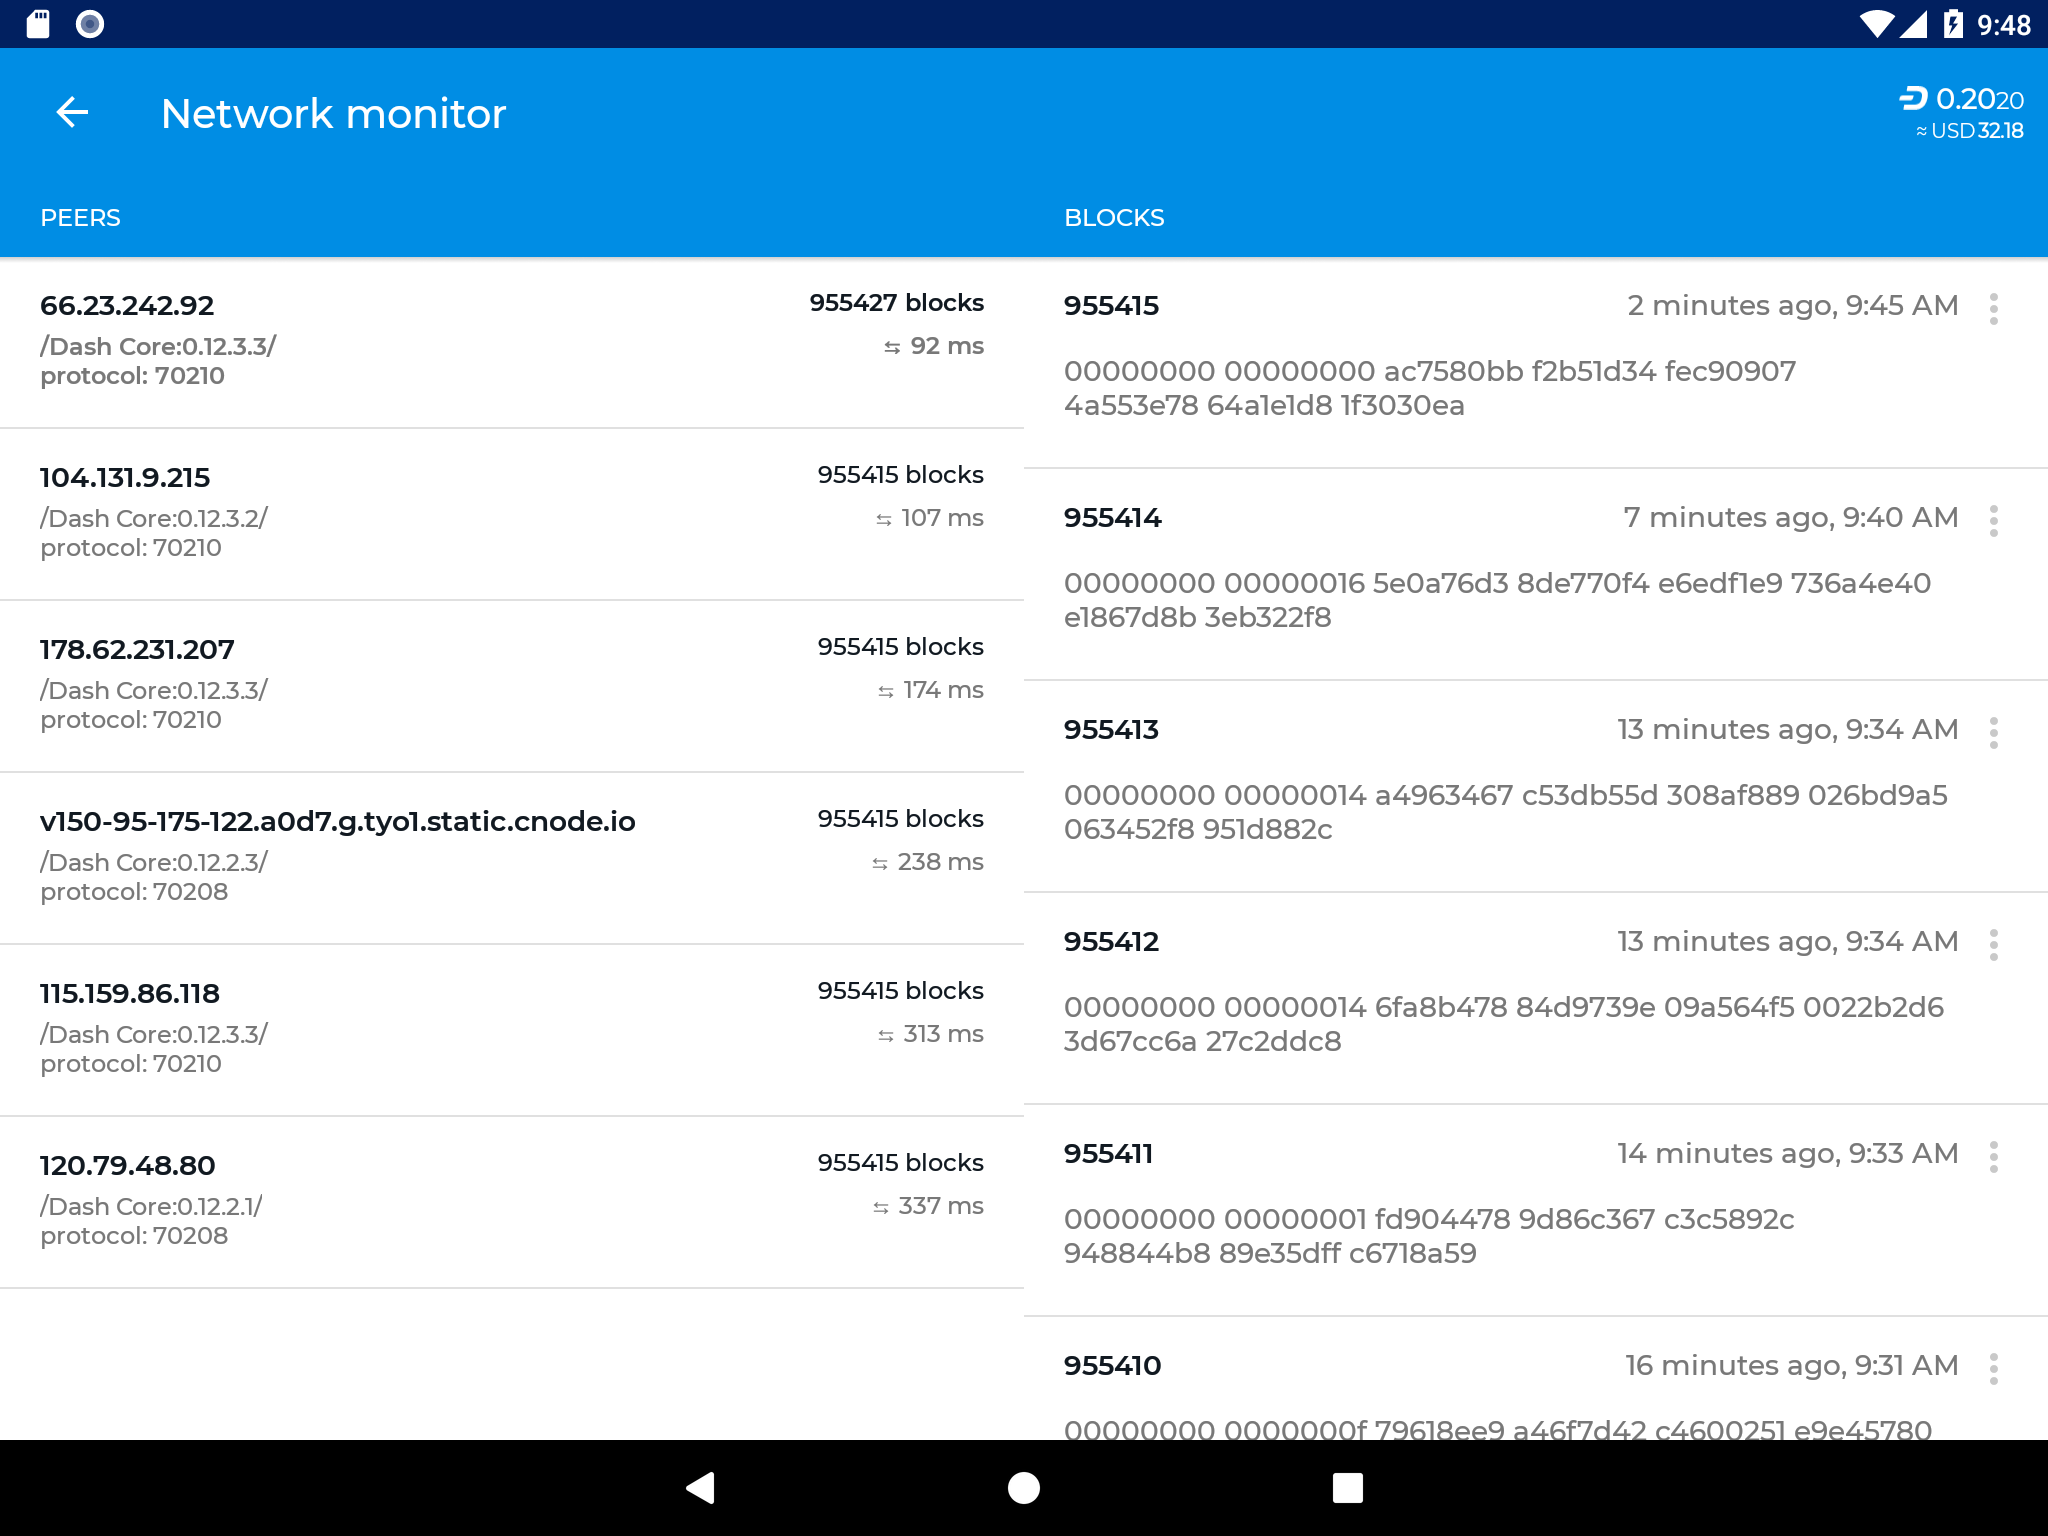 9:48
Network monitor
0.2020
≈ USD 32.18
PEERS
BLOCKS
66.23.242.92
955427 blocks
/Dash Core:0.12.3.3/
⇆ 92 ms
protocol: 70210
104.131.9.215
955415 blocks
/Dash Core:0.12.3.2/
⇆ 107 ms
protocol: 70210
178.62.231.207
955415 blocks
/Dash Core:0.12.3.3/
⇆ 174 ms
protocol: 70210
v150-95-175-122.a0d7.g.tyo1.static.cnode.io
955415 blocks
/Dash Core:0.12.2.3/
⇆ 238 ms
protocol: 70208
115.159.86.118
955415 blocks
/Dash Core:0.12.3.3/
⇆ 313 ms
protocol: 70210
120.79.48.80
955415 blocks
/Dash Core:0.12.2.1/
⇆ 337 ms
protocol: 70208
955415
2 minutes ago, 9:45 AM
00000000 00000000 ac7580bb f2b51d34 fec90907
4a553e78 64a1e1d8 1f3030ea
955414
7 minutes ago, 9:40 AM
00000000 00000016 5e0a76d3 8de770f4 e6edf1e9 736a4e40
e1867d8b 3eb322f8
955413
13 minutes ago, 9:34 AM
00000000 00000014 a4963467 c53db55d 308af889 026bd9a5
063452f8 951d882c
955412
13 minutes ago, 9:34 AM
00000000 00000014 6fa8b478 84d9739e 09a564f5 0022b2d6
3d67cc6a 27c2ddc8
955411
14 minutes ago, 9:33 AM
00000000 00000001 fd904478 9d86c367 c3c5892c
948844b8 89e35dff c6718a59
955410
16 minutes ago, 9:31 AM
00000000 0000000f 79618ee9 a46f7d42 c4600251 e9e45780